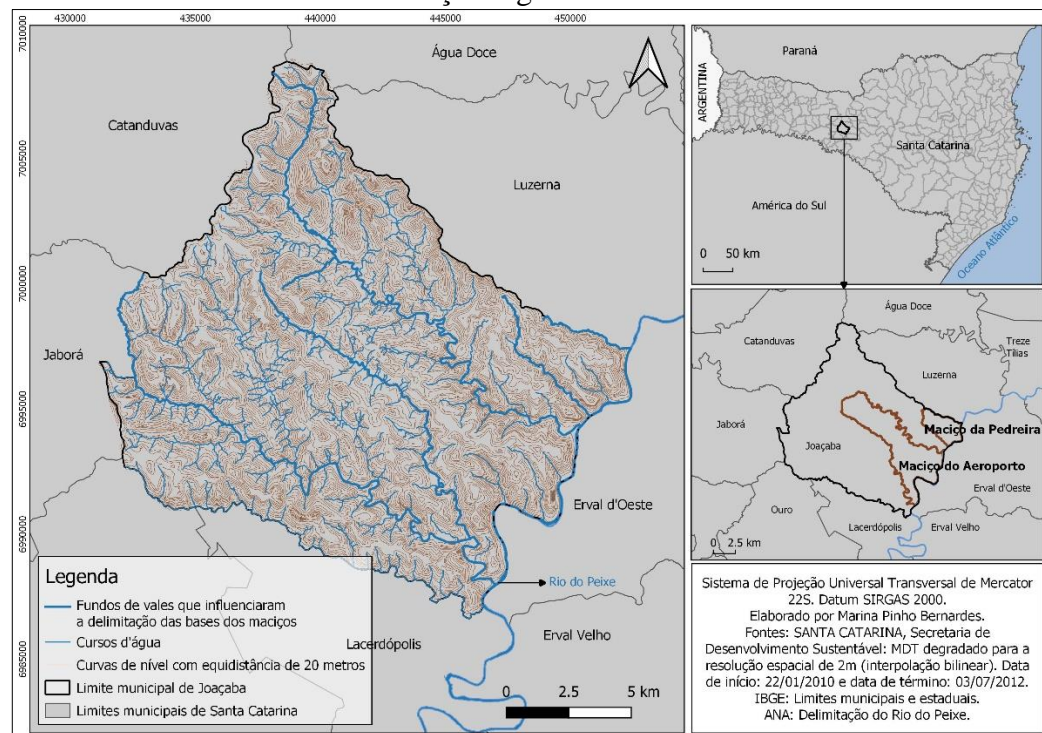 430000
435000
440000
445000
450000
7010000
7005000
7000000
6995000
6990000
6985000
Água Doce
Catanduvas
Luzerna
Jaborá
Erval d'Oeste
Rio do Peixe
Lacerdópolis
Erval Velho
Legenda
Fundos de vales que influenciaram
a delimitação das bases dos maciços
Cursos d'água
Curvas de nível com equidistância de 20 metros
Limite municipal de Joaçaba
Limites municipais de Santa Catarina
0 2.5 5 km
Paraná
ARGENTINA
Santa Catarina
América do Sul
Oceano Atlântico
0 50 km
Água Doce
Catanduvas
Treze
Tílias
Luzerna
Jaborá
Maciço da Pedreira
Joaçaba
Maciço do Aeroporto
Erval d'Oeste
Ouro
Lacerdópolis
Erval Velho
0 2.5 km
Sistema de Projeção Universal Transversal de Mercator
22S. Datum SIRGAS 2000.
Elaborado por Marina Pinho Bernardes.
Fontes: SANTA CATARINA, Secretaria de
Desenvolvimento Sustentável: MDT degradado para a
resolução espacial de 2m (interpolação bilinear). Data
de início: 22/01/2010 e data de término: 03/07/2012.
IBGE: Limites municipais e estaduais.
ANA: Delimitação do Rio do Peixe.